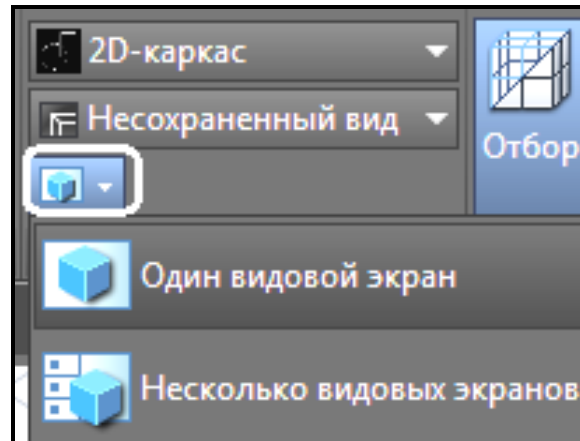 2D-каркас
Несохраненный вид
Отбор
Один видовой экран
Несколько видовых экранов